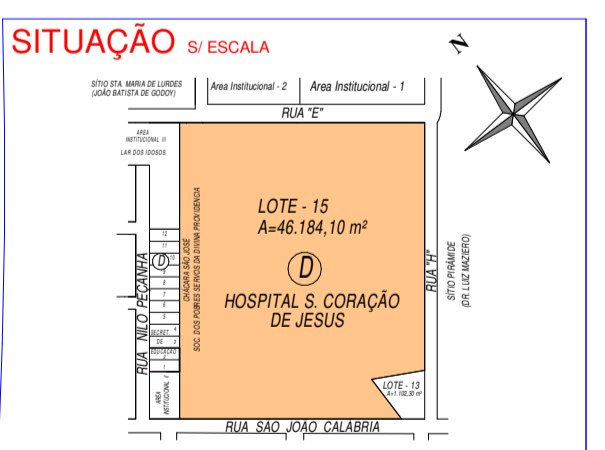 SITUAÇÃO S/ ESCALA
N
SÍTIO STA. MARIA DE LURDES
(JOÃO BATISTA DE GODOY)
Area Institucional - 2
Area Institucional - 1
RUA "E"
AREA
INSTITUCIONAL III
LAR DOS IDOSOS
LOTE - 15
A=46.184,10 m²
D
HOSPITAL S. CORAÇÃO
DE JESUS
CHÁCARA SÃO JOSÉ
SOC. DOS POBRES SERVOS DA DIVINA PROVIDENCIA
RUA "H"
SÍTIO PIRÂMIDE
(DR. LUIZ MAZIERO)
RUA NILO PEÇANHA
12
11
D
10
9
8
7
6
5
SECRET. 4
DE 3
EDUCAÇÃO
2
1
AREA
INSTITUCIONAL II
LOTE - 13
A=1.102,30 m²
RUA SÃO JOÃO CALÁBRIA